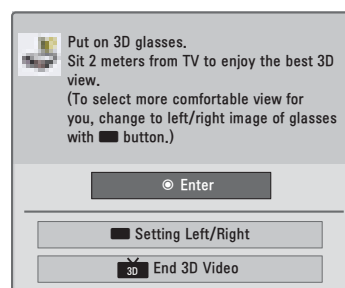 Put on 3D glasses.
Sit 2 meters from TV to enjoy the best 3D
view.
(To select more comfortable view for
you, change to left/right image of glasses
with button.)
Enter
Setting Left/Right
3D End 3D Video